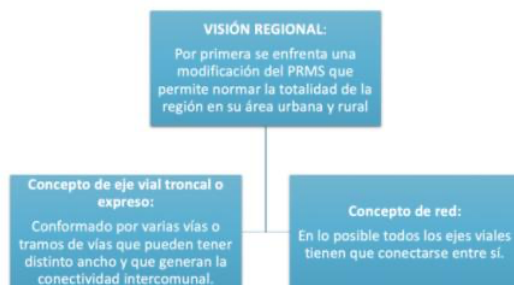 VISIÓN REGIONAL:
Por primera se enfrenta una
modificación del PRMS que
permite normar la totalidad de la
región en su área urbana y rural
Concepto de eje vial troncal o
expreso:
Conformado por varias vías o
tramos de vías que pueden tener
distinto ancho y que generan la
conectividad intercomunal.
Concepto de red:
En lo posible todos los ejes viales
tienen que conectarse entre sí.